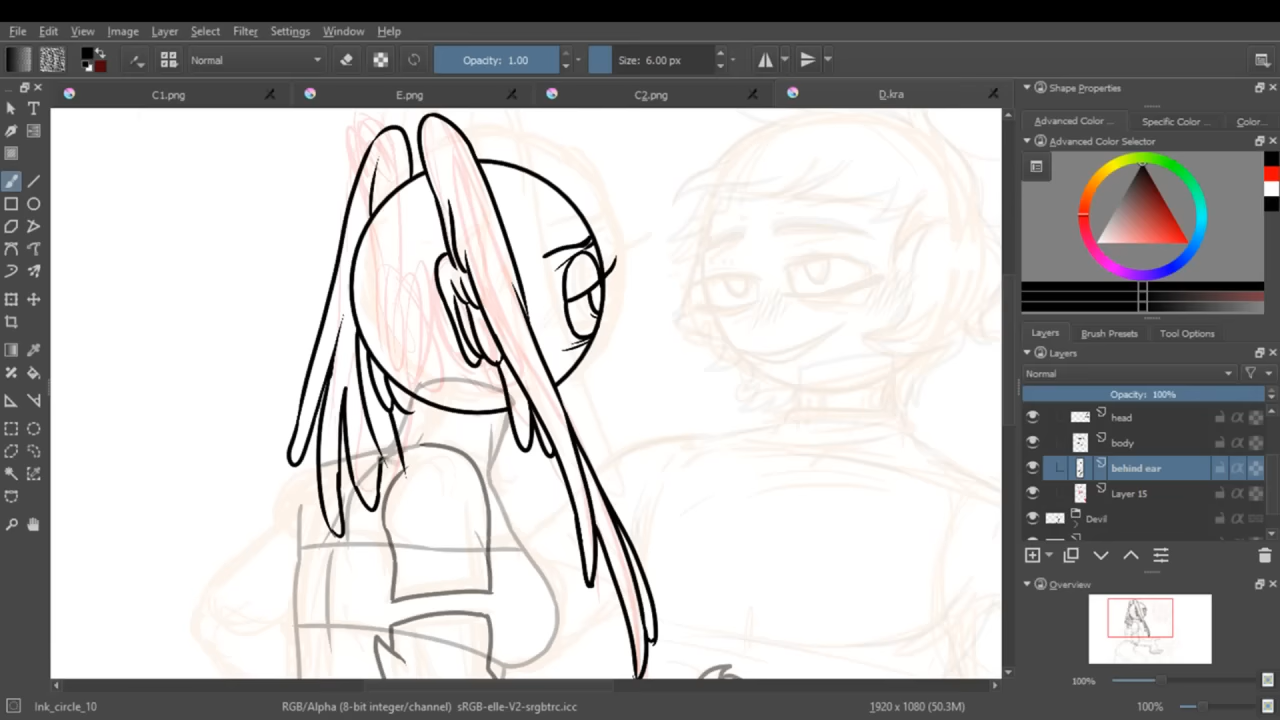 File Edit View Image Layer Select Filter Settings Window Help
Normal Opacity: 1.00 Size: 6.00 px
C1.png E.png C2.png D.kra
Shape Properties
Advanced Color ... Specific Color ... Color...
Advanced Color Selector
Layers Brush Presets Tool Options
Layers
Normal
Opacity: 100%
head
body
behind ear
Layer 15
Devil
Overview
100%
Ink_circle_10 RGB/Alpha (8-bit integer/channel) sRGB-elle-V2-srgbtrc.icc 1920 x 1080 (50.3M) 100%